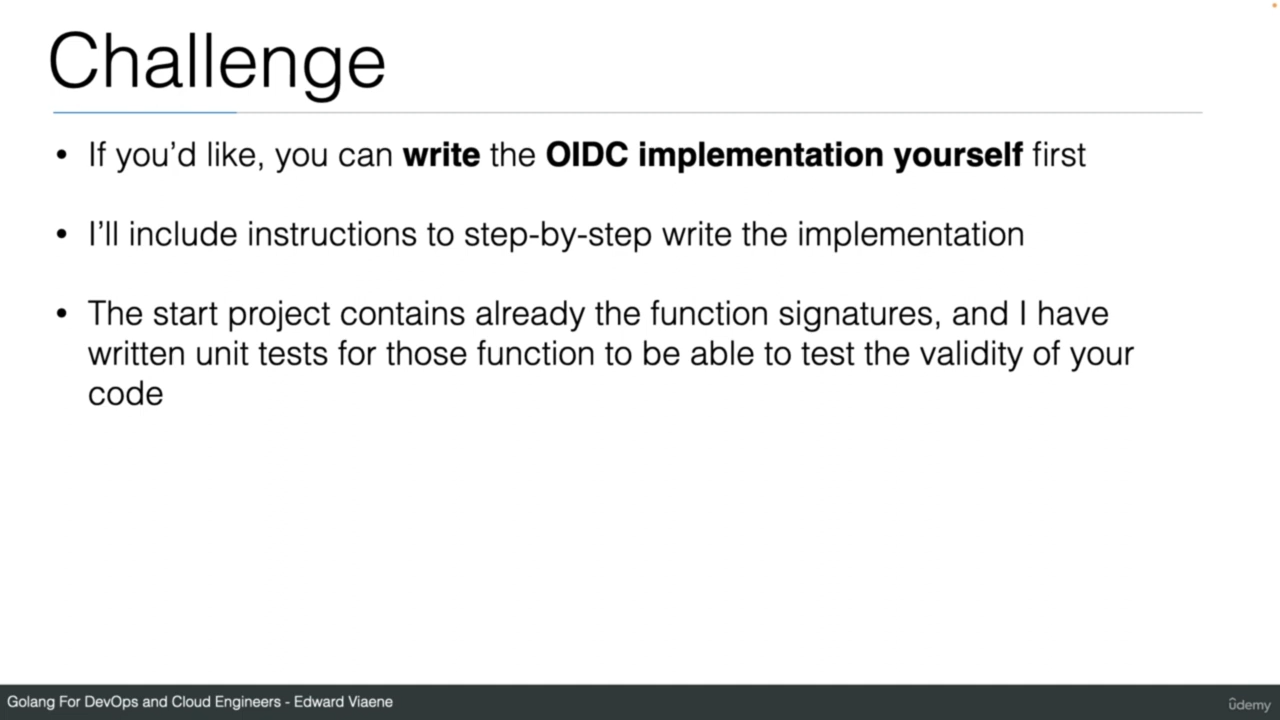 Challenge
• If you’d like, you can write the OIDC implementation yourself first
• I’ll include instructions to step-by-step write the implementation
• The start project contains already the function signatures, and I have
written unit tests for those function to be able to test the validity of your
code
Golang For DevOps and Cloud Engineers - Edward Viaene
ûdemy